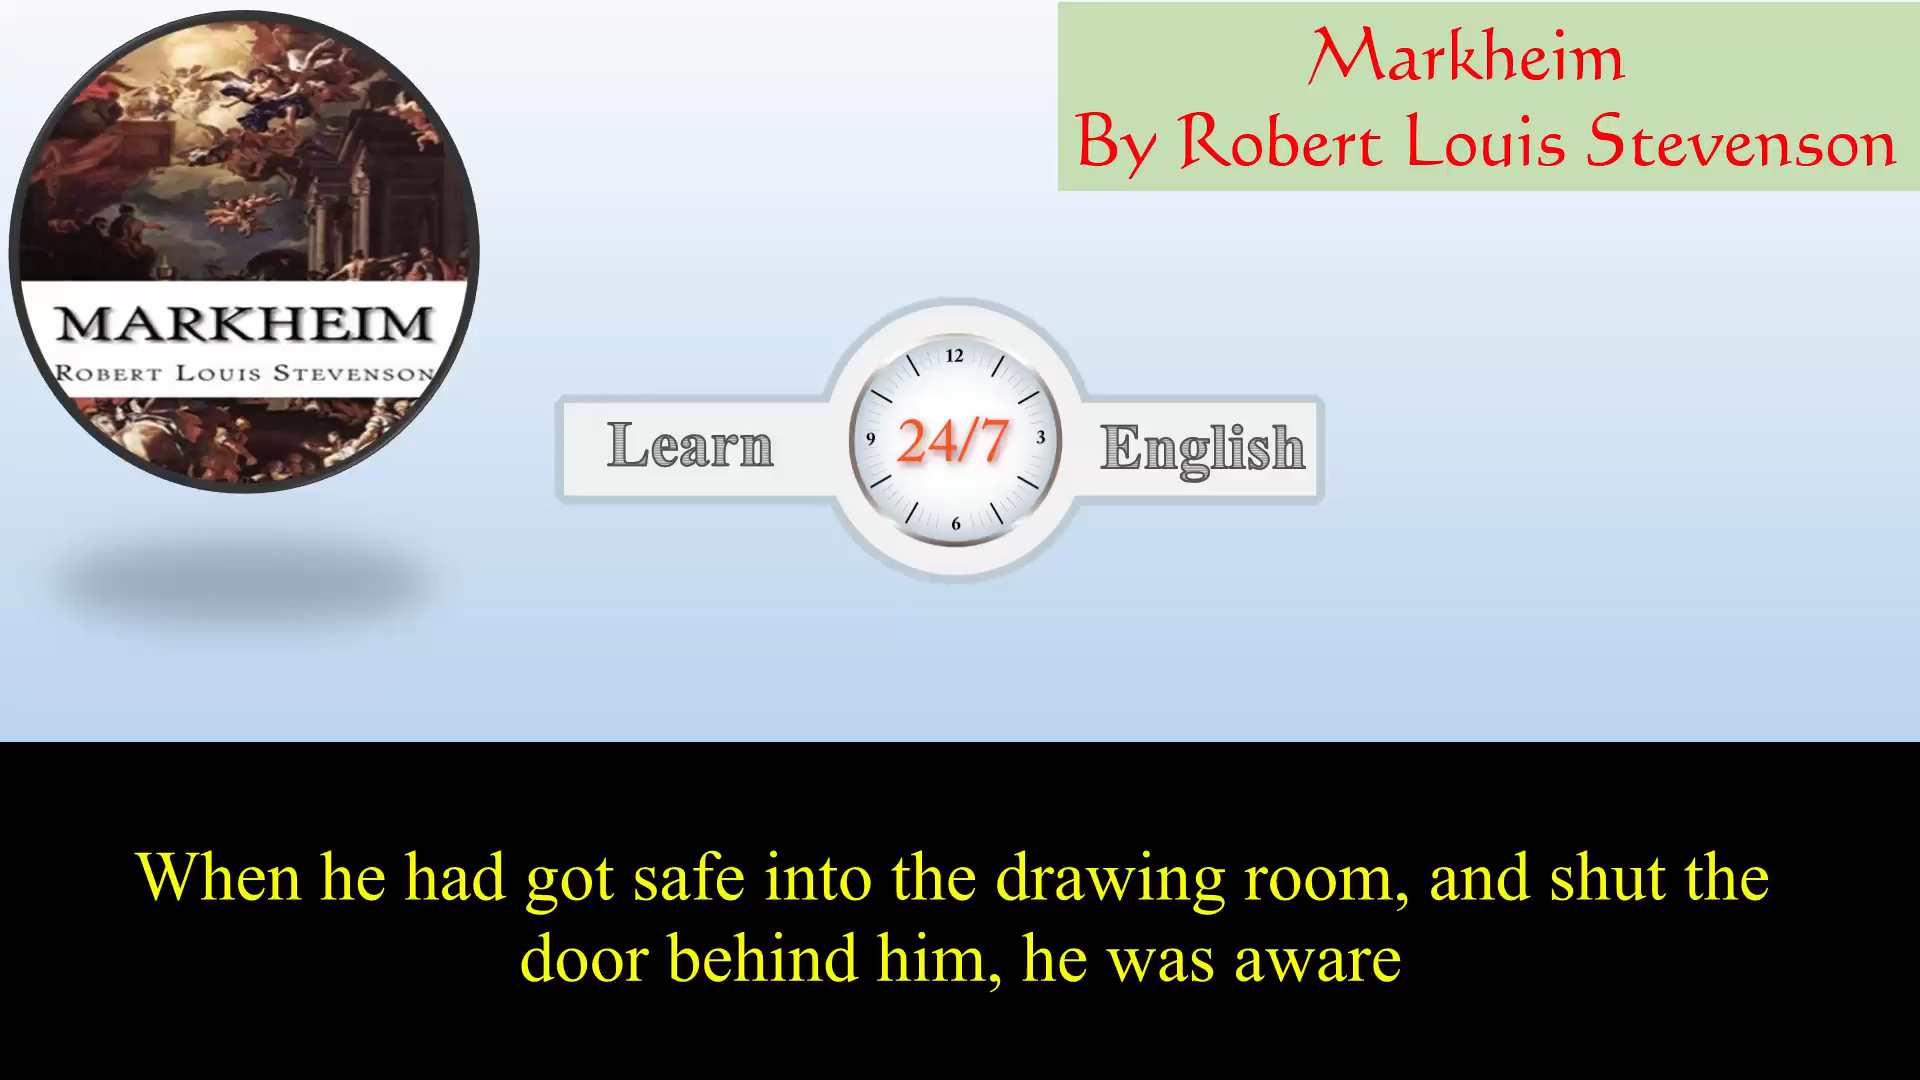 Markheim
By Robert Louis Stevenson
MARKHEIM
ROBERT LOUIS STEVENSON
Learn 24/7 English
12
9
3
6
When he had got safe into the drawing room, and shut the
door behind him, he was aware